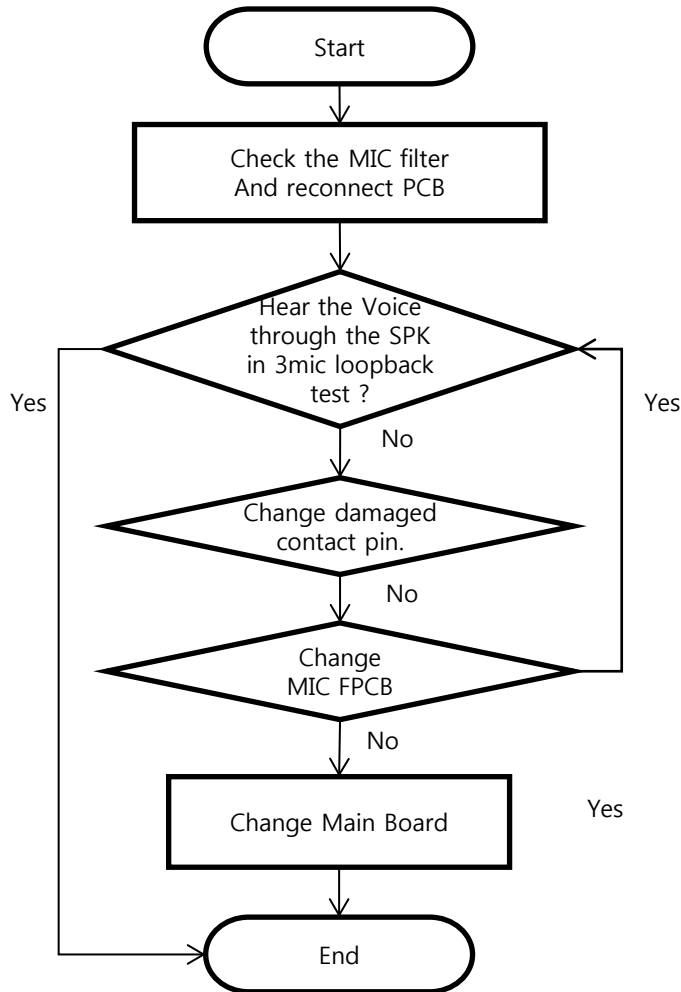 Start
Check the MIC filter
And reconnect PCB
Hear the Voice
through the SPK
in 3mic loopback
test ?
Yes
Yes
No
Change damaged
contact pin.
No
Change
MIC FPCB
No
Change Main Board
Yes
End